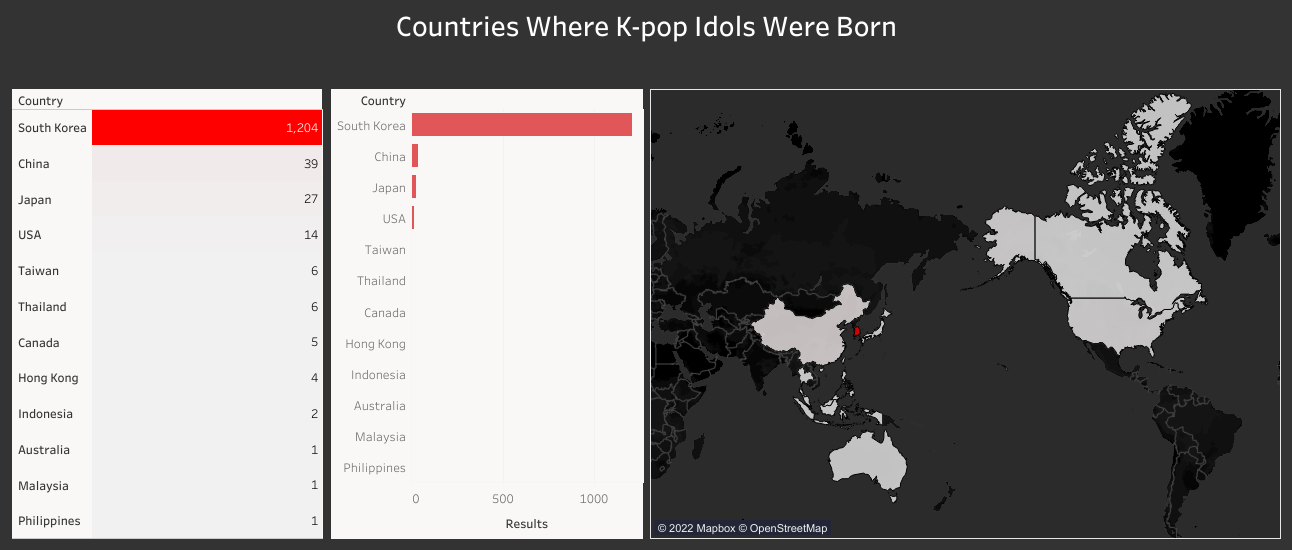 Countries Where K-pop Idols Were Born
Country
South Korea 1,204
China 39
Japan 27
USA 14
Taiwan 6
Thailand 6
Canada 5
Hong Kong 4
Indonesia 2
Australia 1
Malaysia 1
Philippines 1
Country
South Korea
China
Japan
USA
Taiwan
Thailand
Canada
Hong Kong
Indonesia
Australia
Malaysia
Philippines
0 500 1000
Results
© 2022 Mapbox © OpenStreetMap